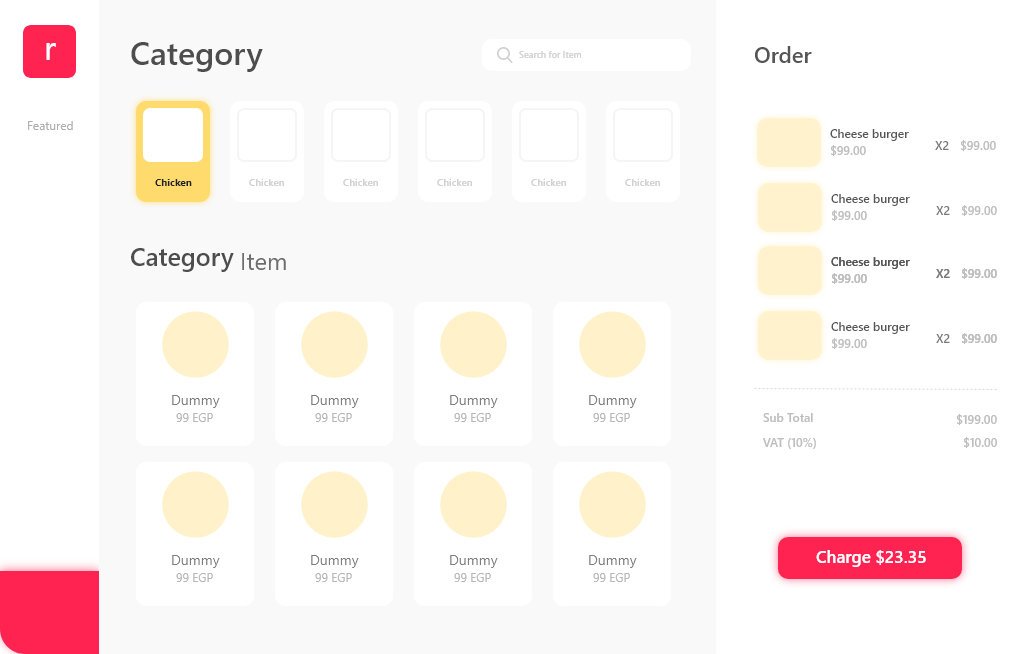 r
Featured
Category
Search for Item
Chicken
Chicken
Chicken
Chicken
Chicken
Chicken
Category Item
Dummy
99 EGP
Dummy
99 EGP
Dummy
99 EGP
Dummy
99 EGP
Dummy
99 EGP
Dummy
99 EGP
Dummy
99 EGP
Dummy
99 EGP
Order
Cheese burger
$99.00
X2 $99.00
Cheese burger
$99.00
X2 $99.00
Cheese burger
$99.00
X2 $99.00
Cheese burger
$99.00
X2 $99.00
Sub Total $199.00
VAT (10%) $10.00
Charge $23.35